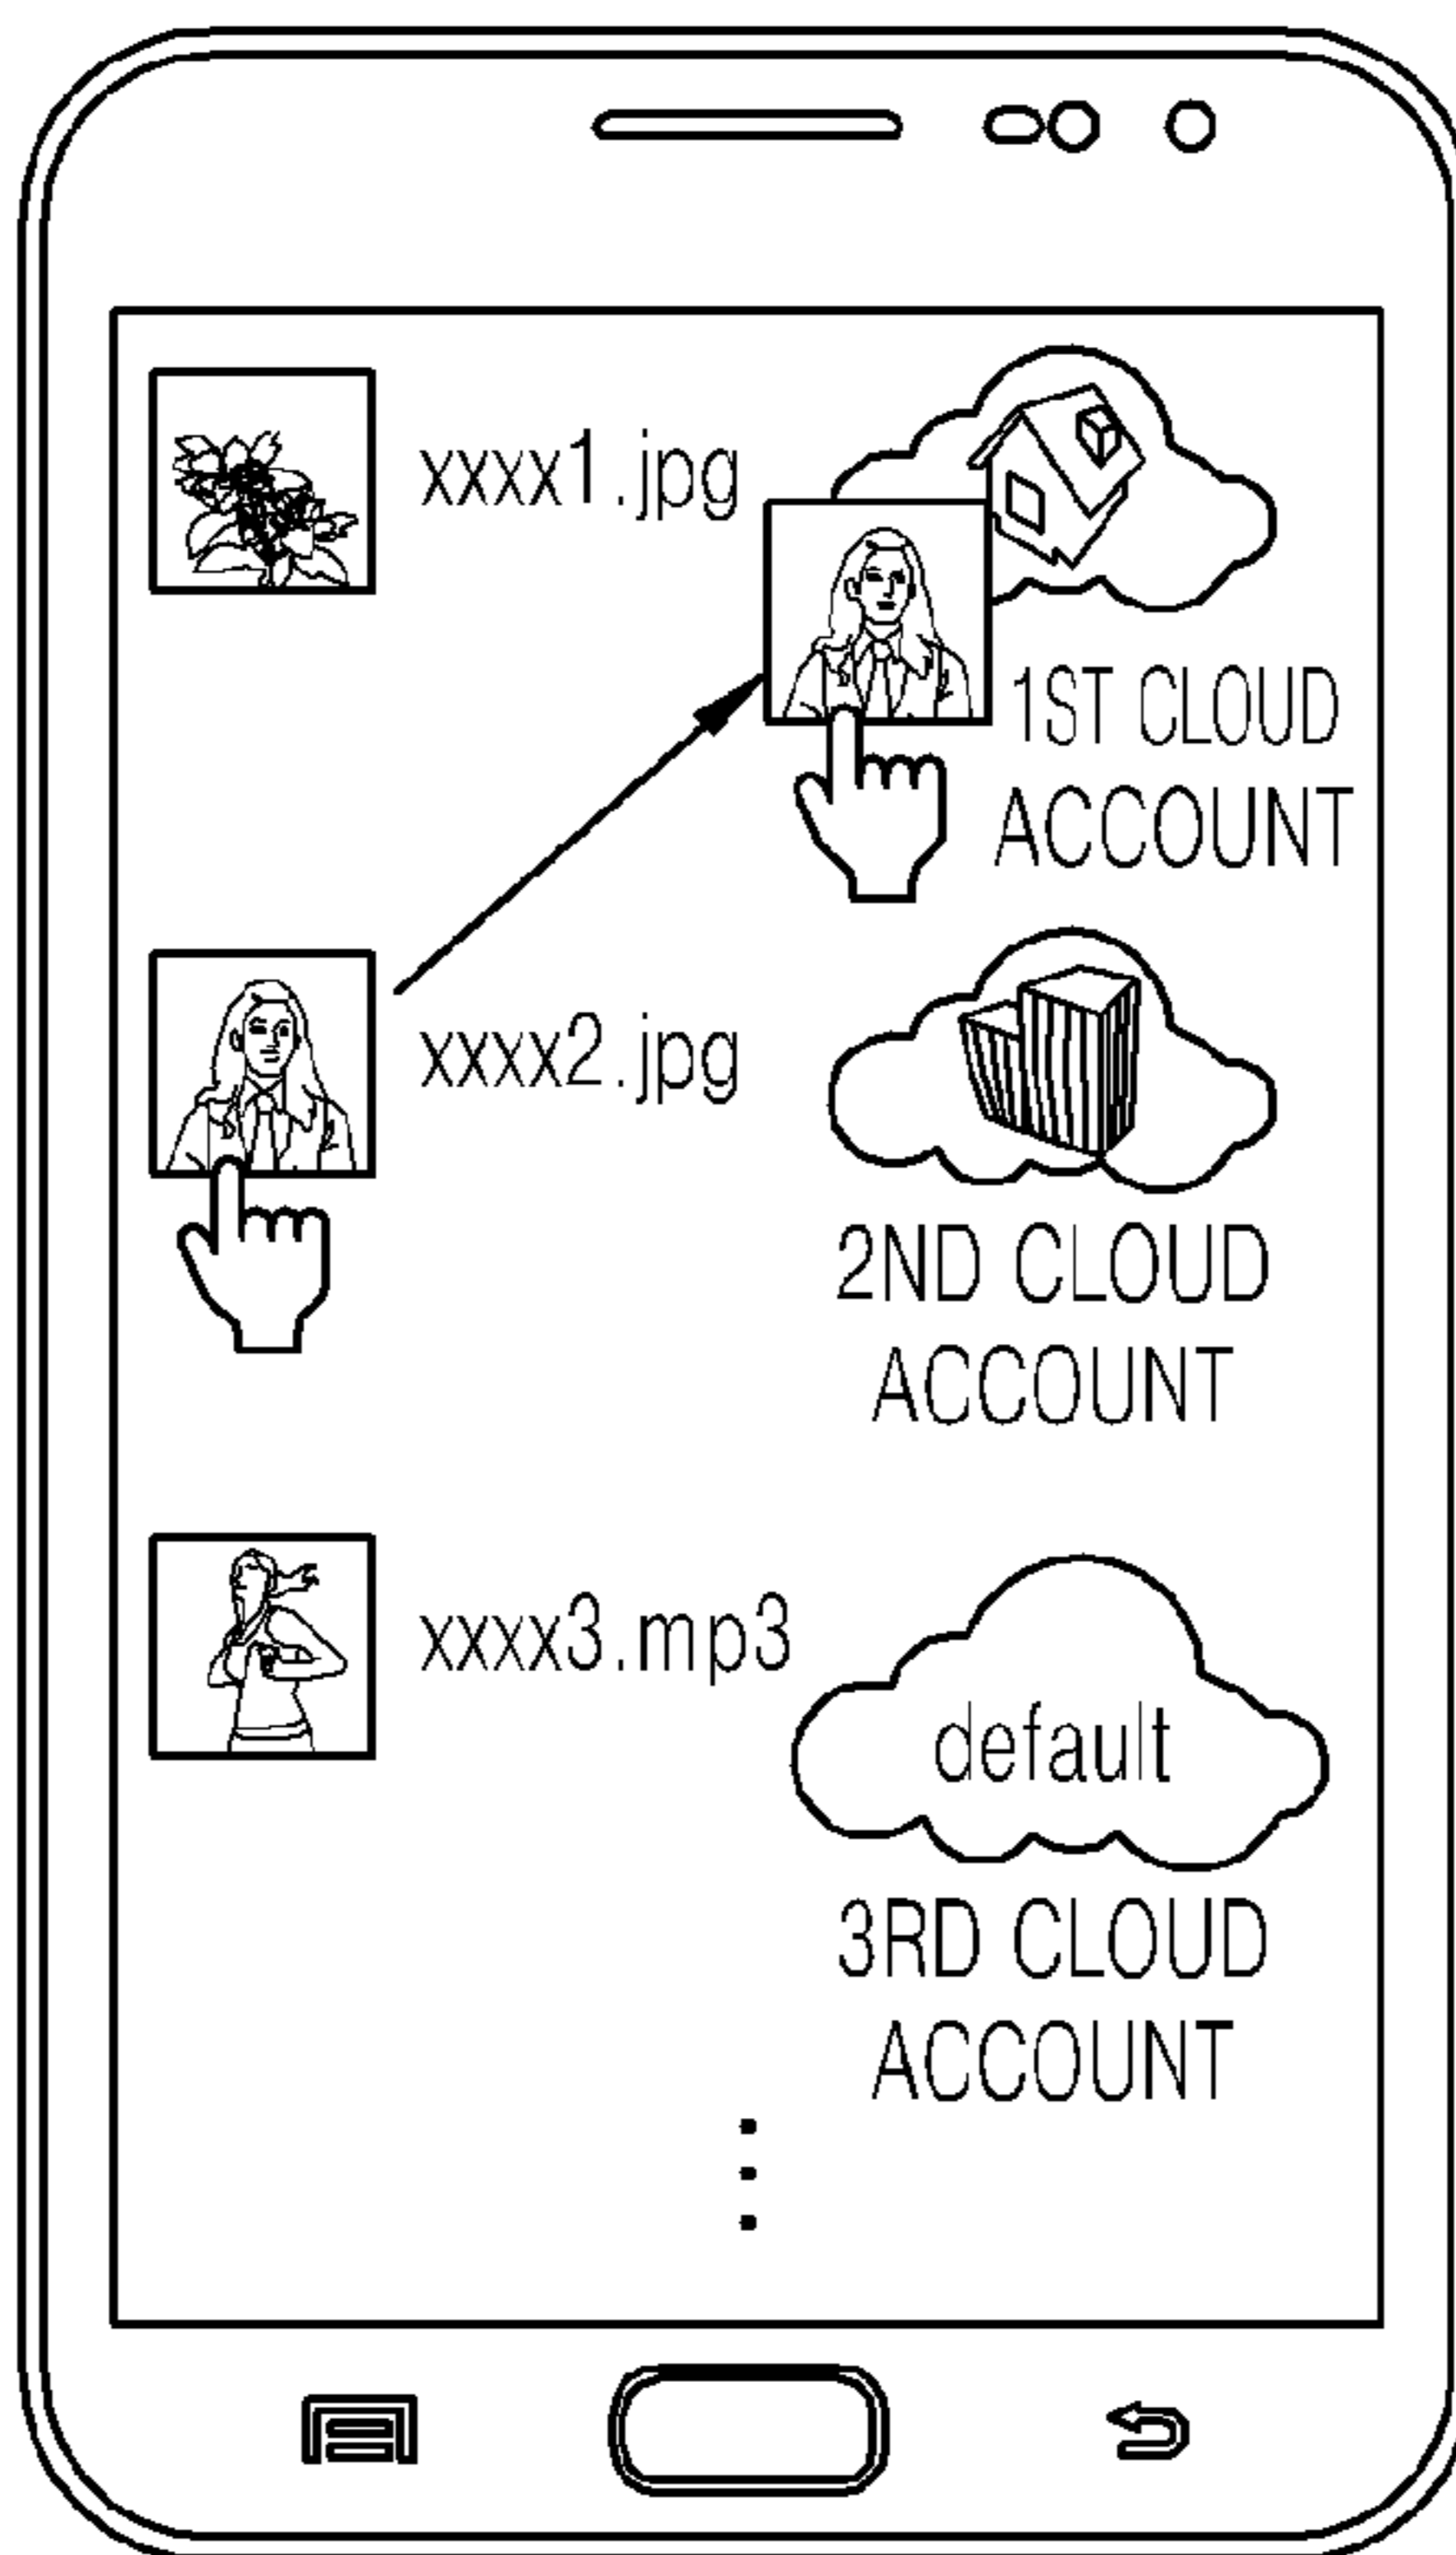 xxxx1.jpg
1ST CLOUD
ACCOUNT
xxxx2.jpg
2ND CLOUD
ACCOUNT
xxxx3.mp3
default
3RD CLOUD
ACCOUNT